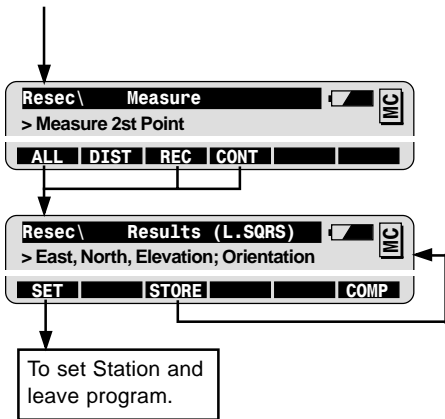 Resec\ Measure
MC
> Measure 2st Point
ALL DIST REC CONT
Resec\ Results (L.SQRS)
MC
> East, North, Elevation; Orientation
SET STORE COMP
To set Station and
leave program.